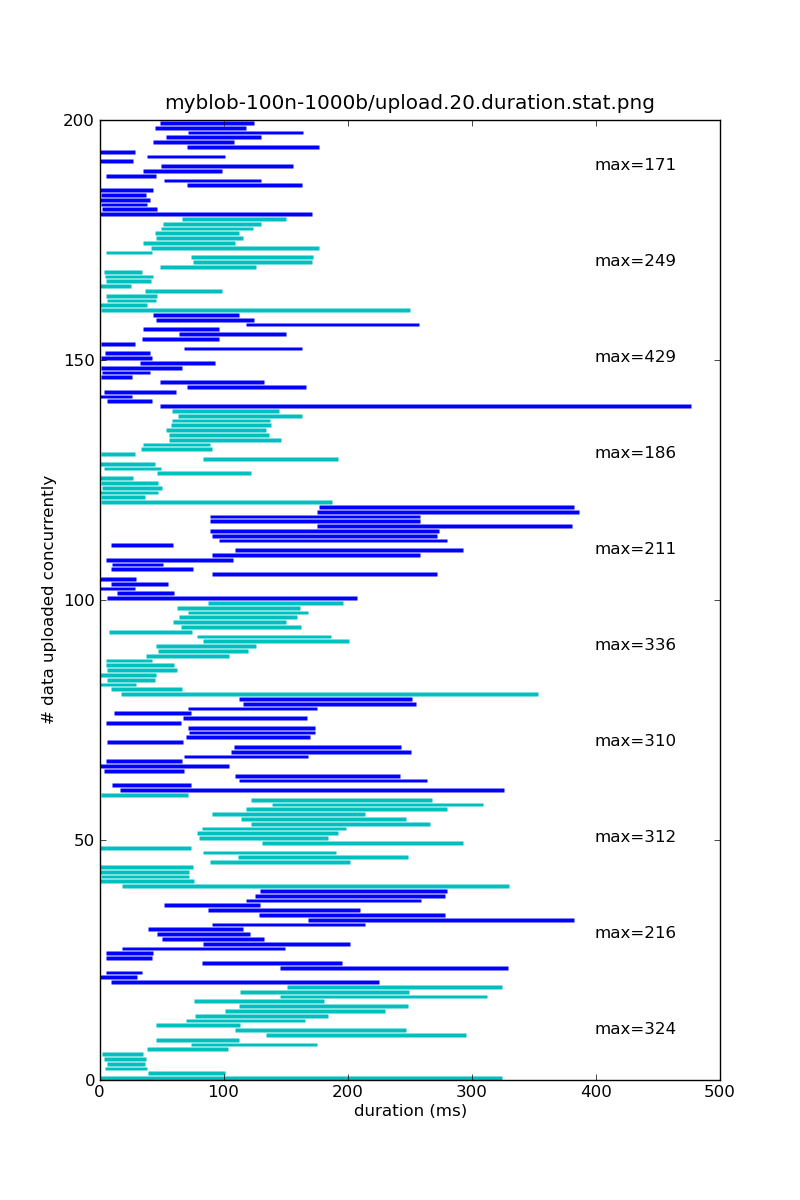 myblob-100n-1000b/upload.20.duration.stat.png
200
max=171
max=249
150
max=429
max=186
# data uploaded concurrently
max=211
100
max=336
max=310
50
max=312
max=216
max=324
0
0 100 200 300 400 500
duration (ms)